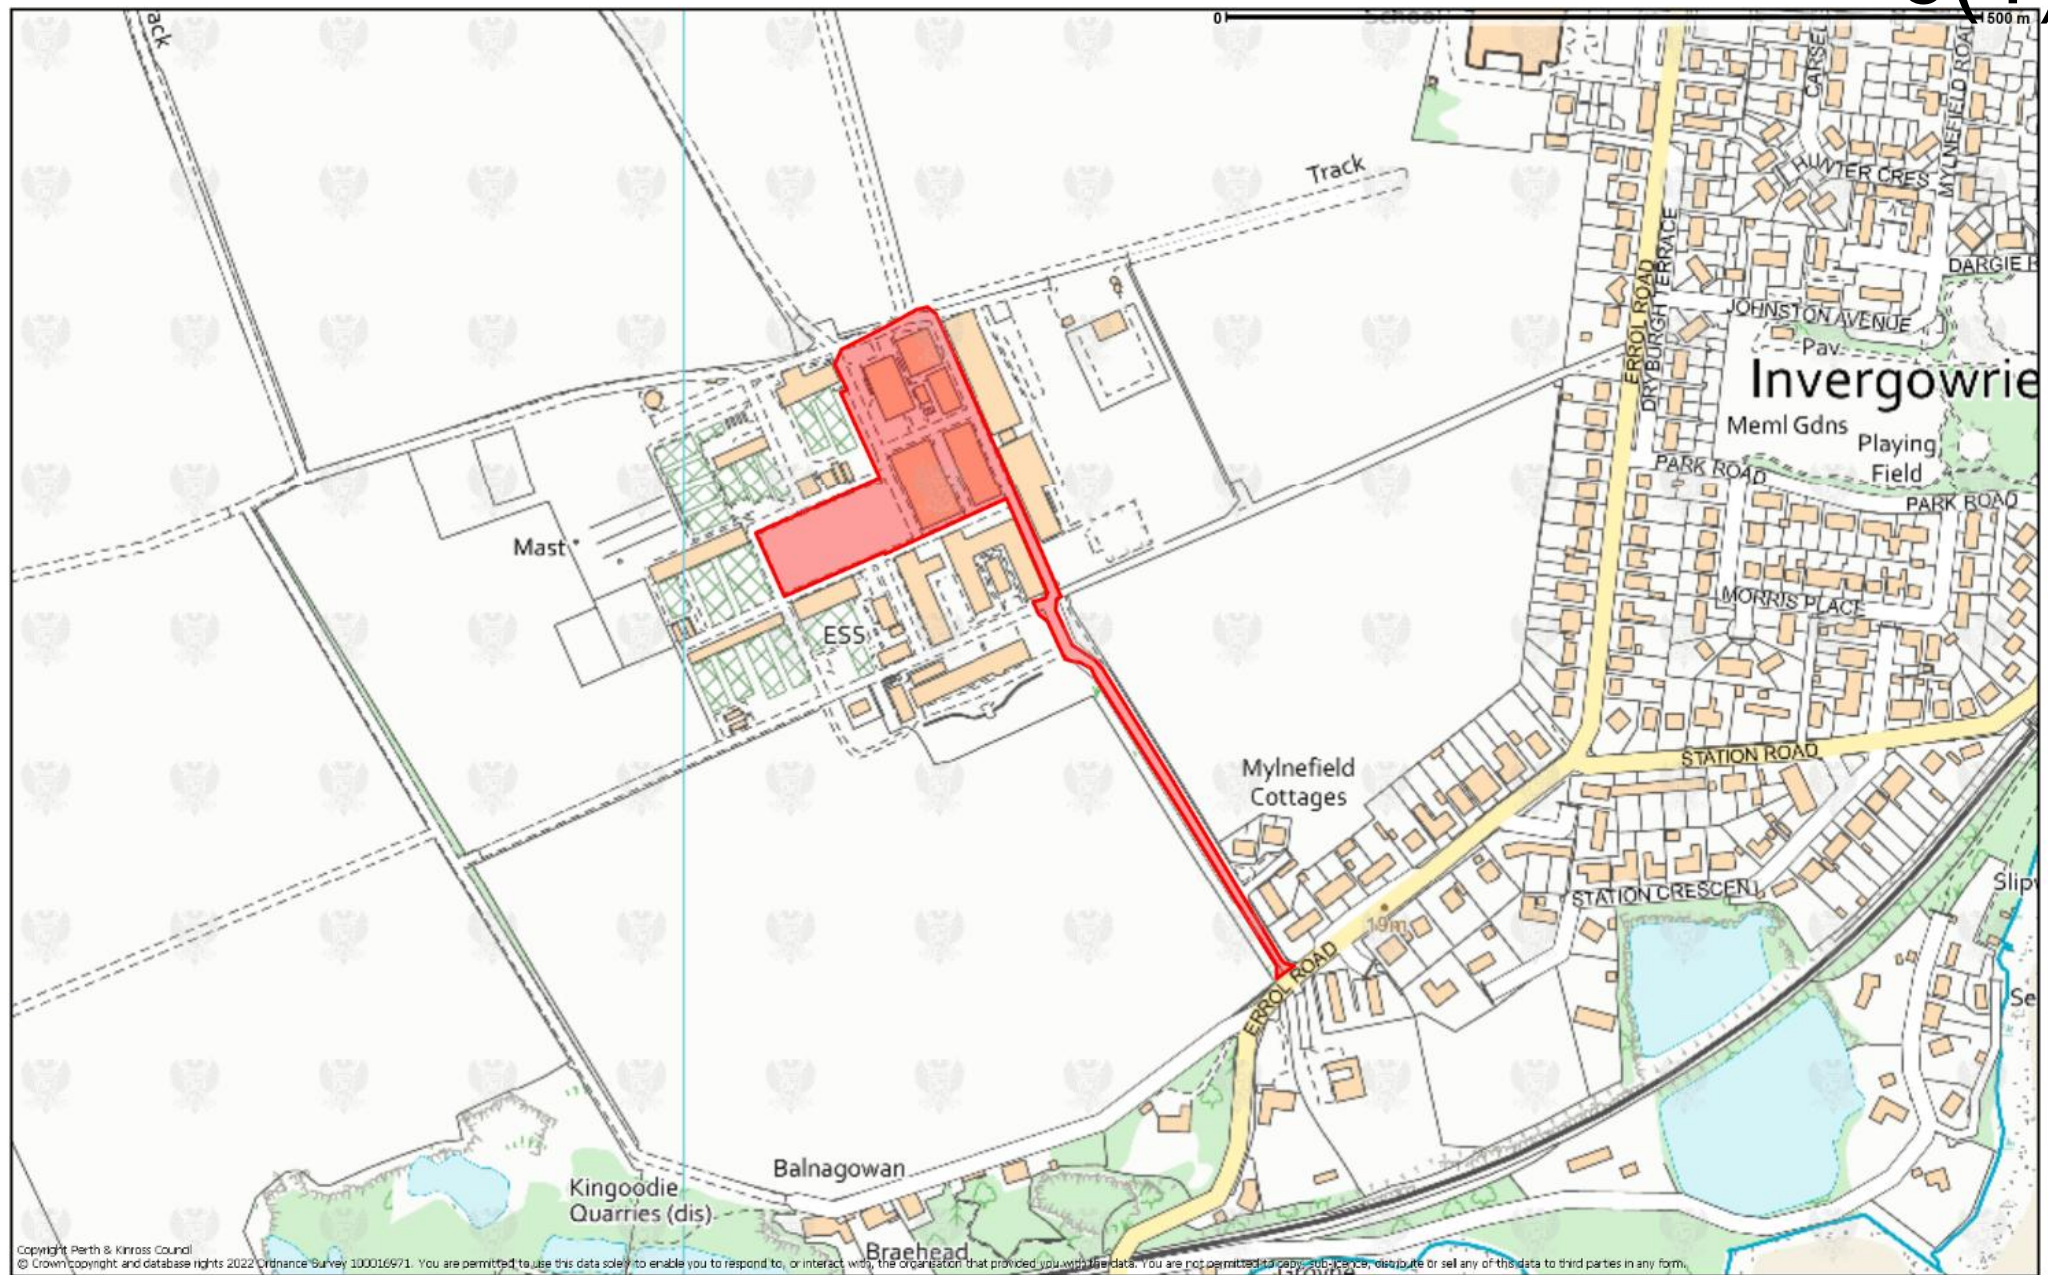 0
500 m
School
Track
HUNTER CRES
MYLNEFIELD ROAD
DARGIE
ERROL ROAD
DRYBURGH TERRACE
JOHNSTON AVENUE
Pav
Invergowrie
Meml Gdns
Playing
Field
PARK ROAD
PARK ROAD
Mast
MORRIS PLACE
ESS
STATION ROAD
Mylnefield
Cottages
STATION CRESCENT
19m
ERROL ROAD
Balnagowan
Kingoodie
Quarries (dis)
Braehead
Copyright Perth & Kinross Council
© Crown copyright and database rights 2022 Ordnance Survey 100016971. You are permitted to use this data solely to enable you to respond to, or interact with, the organisation that provided you with the data. You are not permitted to copy, sub-licence, distribute or sell any of this data to third parties in any form.